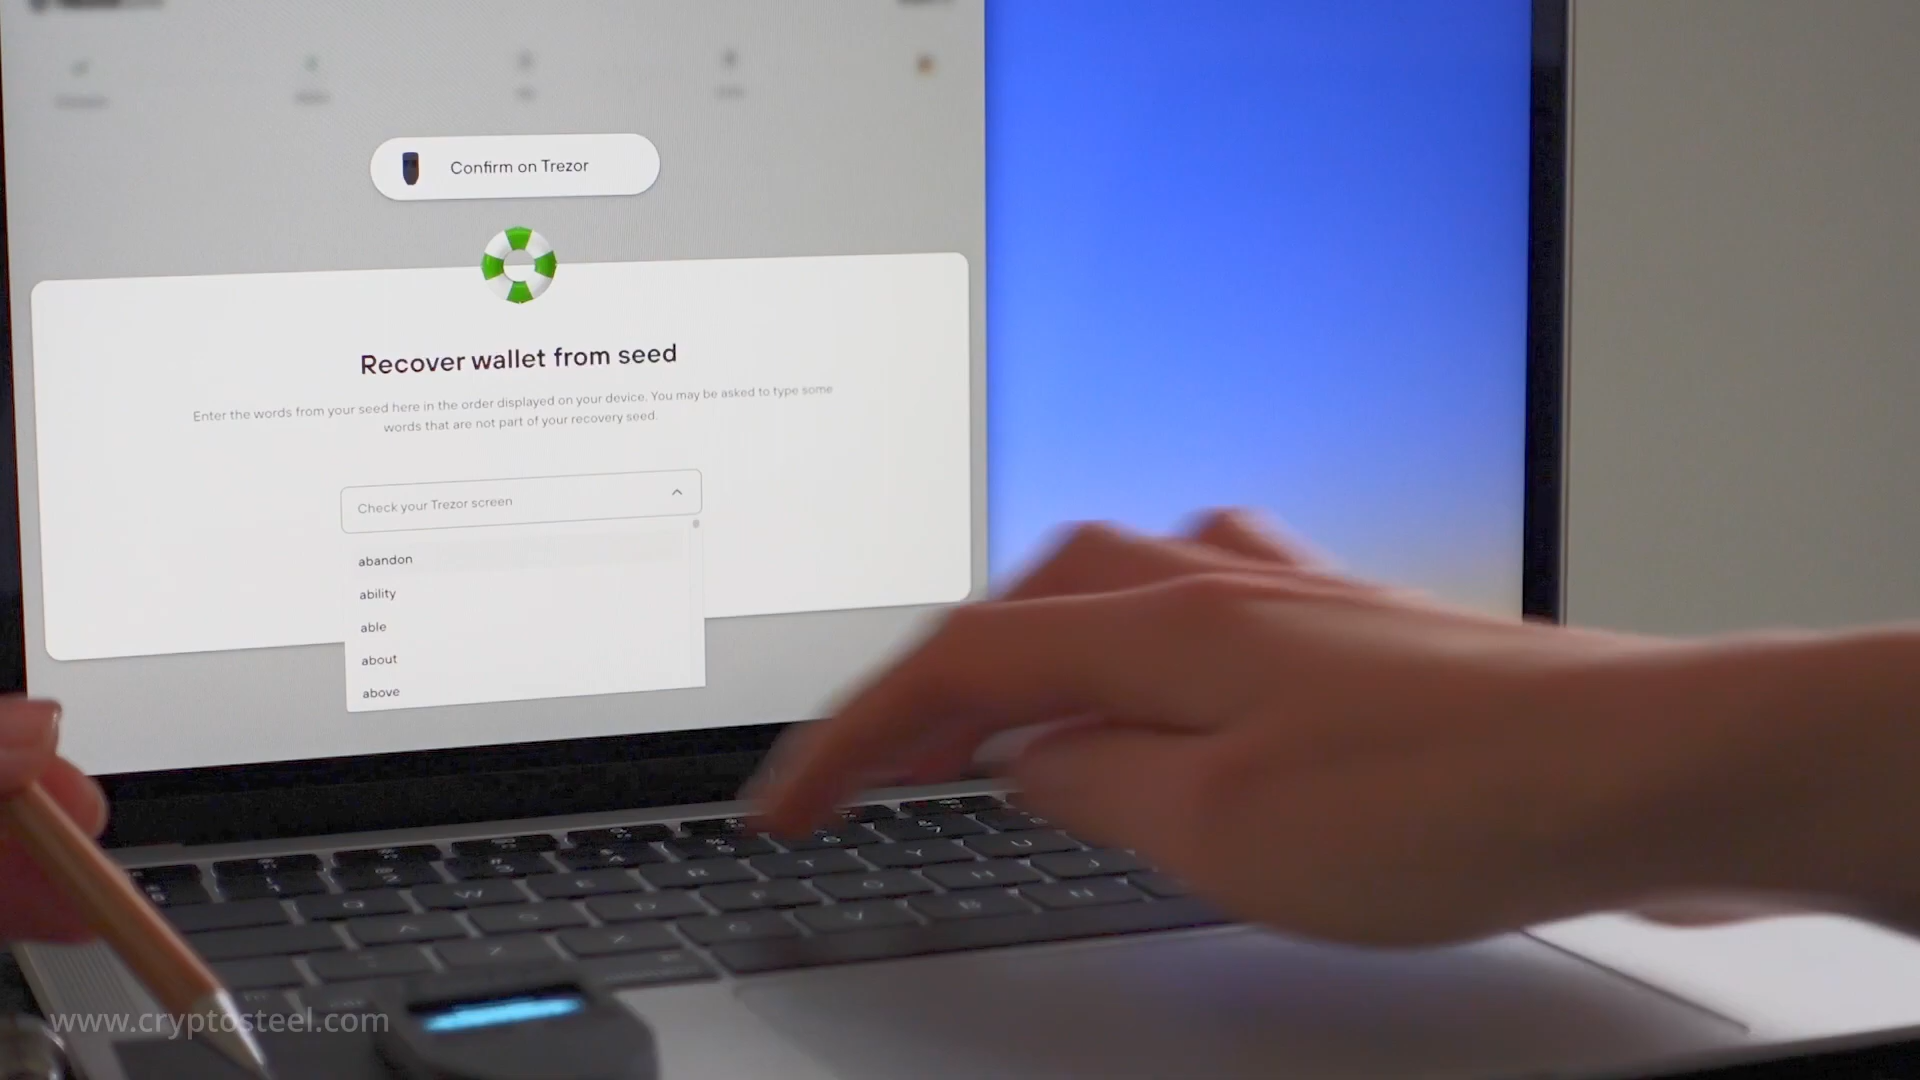 Confirm on Trezor
Recover wallet from seed
Enter the words from your seed here in the order displayed on your device. You may be asked to type some
words that are not part of your recovery seed.
Check your Trezor screen
abandon
ability
able
about
above
www.cryptosteel.com